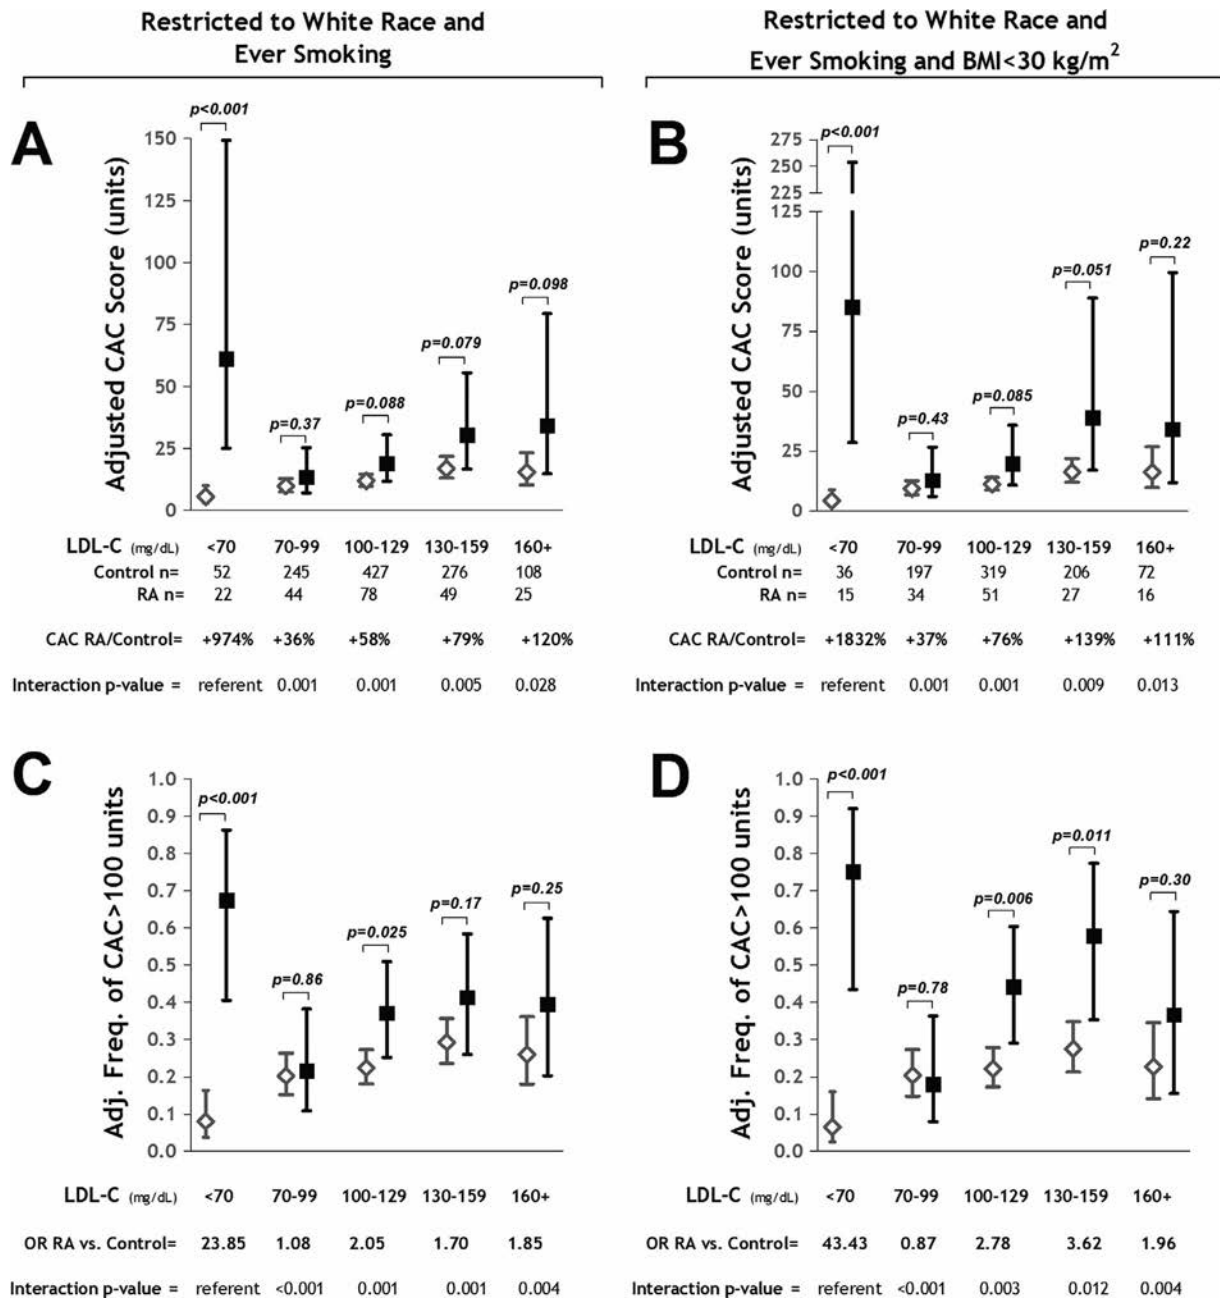 Restricted to White Race and
Ever Smoking
A
Adjusted CAC Score (units)
150
125
100
75
50
25
0
p<0.001
p=0.37
p=0.088
p=0.079
p=0.098
LDL-C (mg/dL) <70 70-99 100-129 130-159 160+
Control n= 52 245 427 276 108
RA n= 22 44 78 49 25
CAC RA/Control= +974% +36% +58% +79% +120%
Interaction p-value = referent 0.001 0.001 0.005 0.028
Restricted to White Race and
Ever Smoking and BMI<30 kg/m2
B
Adjusted CAC Score (units)
275
250
225
125
100
75
50
25
0
p<0.001
p=0.43
p=0.085
p=0.051
p=0.22
LDL-C (mg/dL) <70 70-99 100-129 130-159 160+
Control n= 36 197 319 206 72
RA n= 15 34 51 27 16
CAC RA/Control= +1832% +37% +76% +139% +111%
Interaction p-value = referent 0.001 0.001 0.009 0.013
C
Adj. Freq. of CAC>100 units
1.0
0.9
0.8
0.7
0.6
0.5
0.4
0.3
0.2
0.1
0.0
p<0.001
p=0.86
p=0.025
p=0.17
p=0.25
LDL-C (mg/dL) <70 70-99 100-129 130-159 160+
OR RA vs. Control= 23.85 1.08 2.05 1.70 1.85
Interaction p-value = referent <0.001 0.001 0.001 0.004
D
Adj. Freq. of CAC>100 units
1.0
0.9
0.8
0.7
0.6
0.5
0.4
0.3
0.2
0.1
0.0
p<0.001
p=0.78
p=0.006
p=0.011
p=0.30
LDL-C (mg/dL) <70 70-99 100-129 130-159 160+
OR RA vs. Control= 43.43 0.87 2.78 3.62 1.96
Interaction p-value = referent <0.001 0.003 0.012 0.004